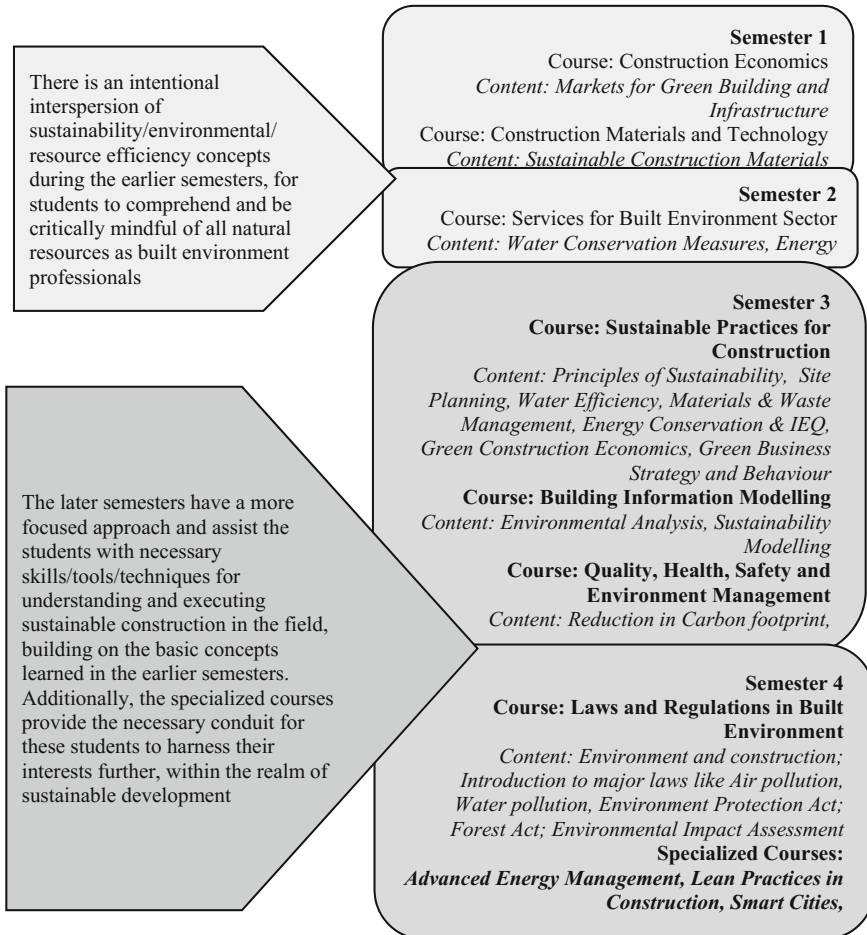 There is an intentional
interspersion of
sustainability/environmental/
resource efficiency concepts
during the earlier semesters, for
students to comprehend and be
critically mindful of all natural
resources as built environment
professionals
Semester 1
Course: Construction Economics
Content: Markets for Green Building and
Infrastructure
Course: Construction Materials and Technology
Content: Sustainable Construction Materials
Semester 2
Course: Services for Built Environment Sector
Content: Water Conservation Measures, Energy
The later semesters have a more
focused approach and assist the
students with necessary
skills/tools/techniques for
understanding and executing
sustainable construction in the field,
building on the basic concepts
learned in the earlier semesters.
Additionally, the specialized courses
provide the necessary conduit for
these students to harness their
interests further, within the realm of
sustainable development
Semester 3
Course: Sustainable Practices for
Construction
Content: Principles of Sustainability, Site
Planning, Water Efficiency, Materials & Waste
Management, Energy Conservation & IEQ,
Green Construction Economics, Green Business
Strategy and Behaviour
Course: Building Information Modelling
Content: Environmental Analysis, Sustainability
Modelling
Course: Quality, Health, Safety and
Environment Management
Content: Reduction in Carbon footprint,
Semester 4
Course: Laws and Regulations in Built
Environment
Content: Environment and construction;
Introduction to major laws like Air pollution,
Water pollution, Environment Protection Act;
Forest Act; Environmental Impact Assessment
Specialized Courses:
Advanced Energy Management, Lean Practices in
Construction, Smart Cities,